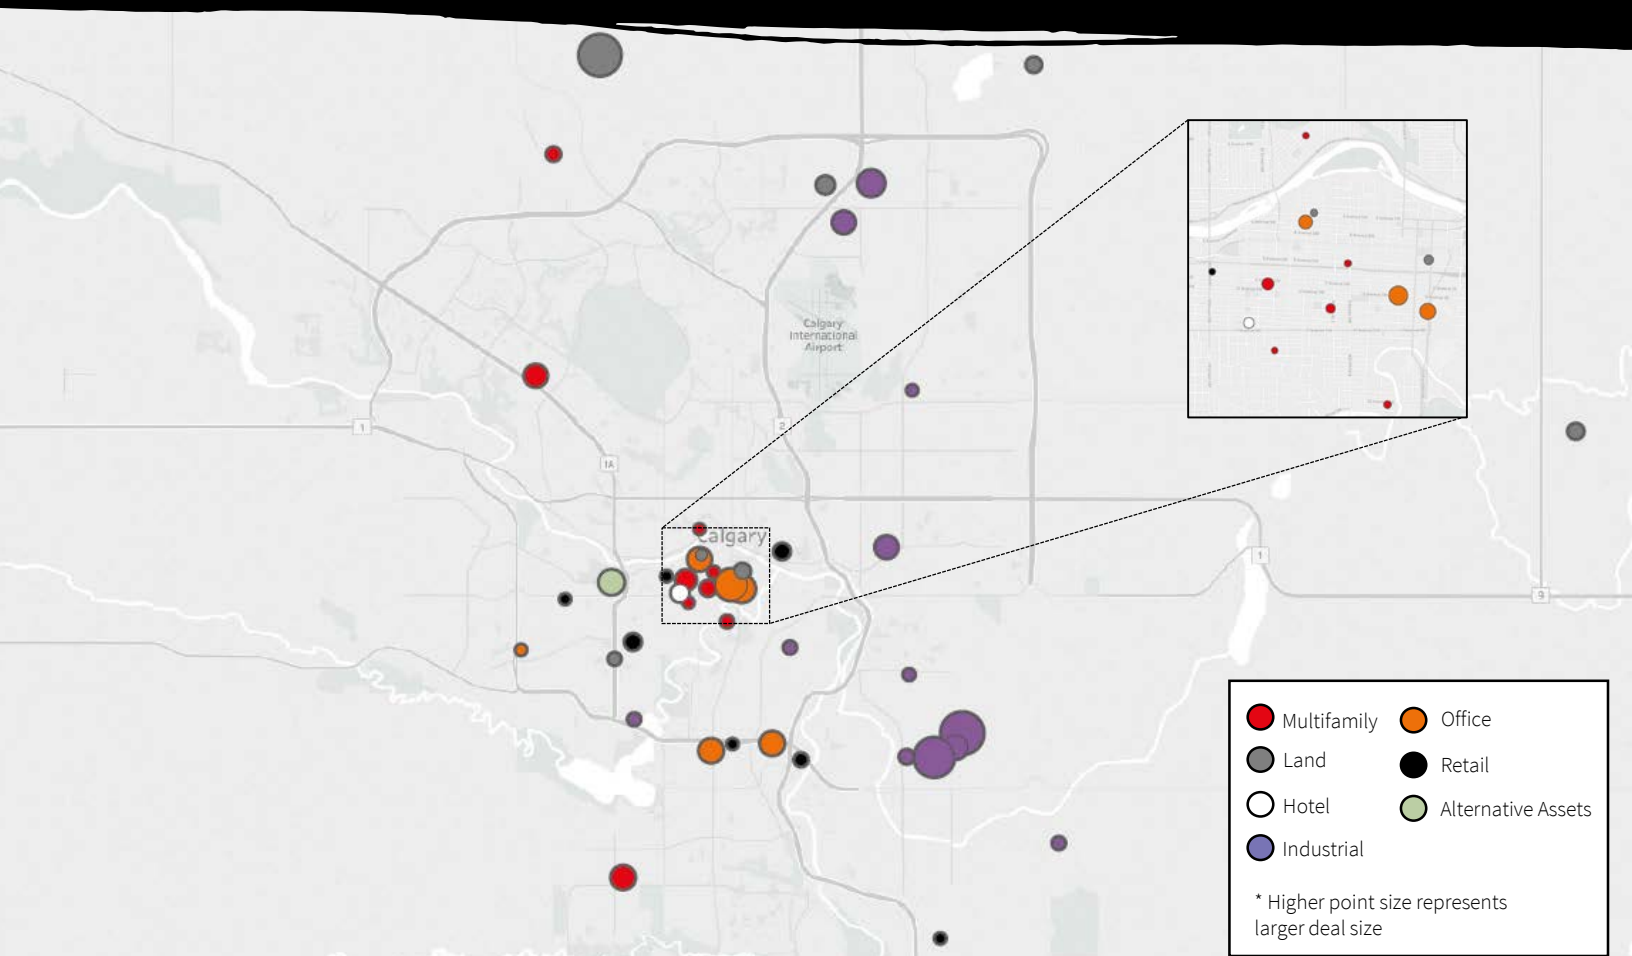 Calgary
International
Airport
1
2
1A
Calgary
1
9
Multifamily
Office
Land
Retail
Hotel
Alternative Assets
Industrial
* Higher point size represents
larger deal size